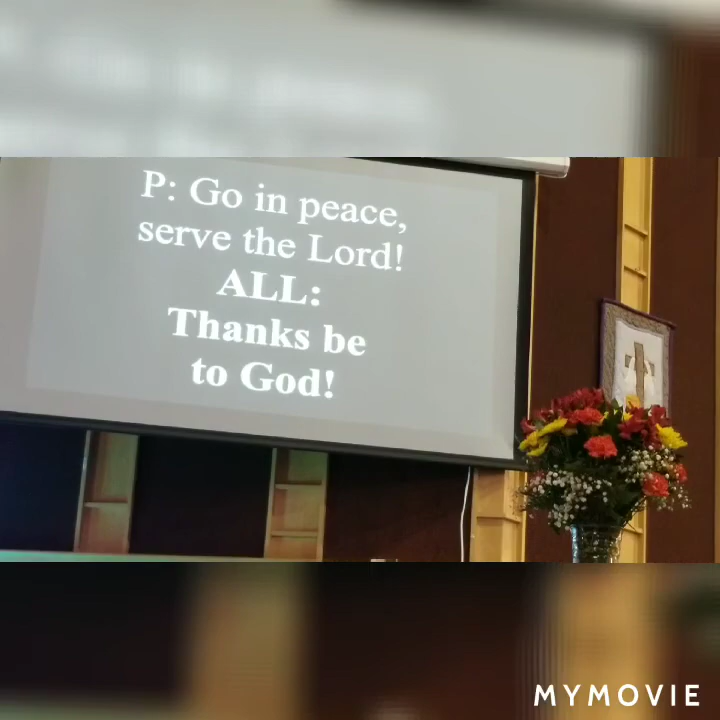 P: Go in peace,
serve the Lord!
ALL:
Thanks be
to God!
MYMOVIE